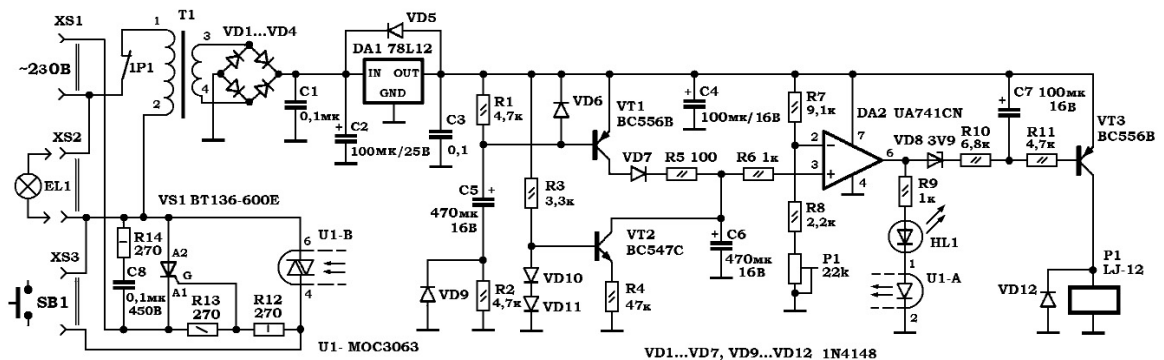 XS1
~230В
1P1
T1
1
2
3
4
VD1...VD4
VD5
DA1 78L12
IN OUT
GND
C1
0,1мк
+
C2
100мк/25В
C3
0,1
R1
4,7к
VD6
VT1
BC556B
+
C4
100мк/16В
R7
9,1к
DA2 UA741CN
7
2
3
6
4
-
+
C7 100мк
16В
+
VT3
BC556B
VD8 3V9
R10
6,8к
R11
4,7к
XS2
EL1
XS3
SB1
VS1 BT136-600E
R14
270
C8
0,1мк
450В
A2
G
A1
R13
270
R12
270
U1-B
6
4
U1- MOC3063
C5
+
470мк
16В
R3
3,3к
VD7
R5 100
R6 1к
VT2
BC547C
+
C6
470мк
16В
R8
2,2к
P1
22k
R9
1к
HL1
1
U1-A
2
VD9
R2
4,7к
VD10
VD11
R4
47к
VD12
P1
LJ-12
VD1...VD7, VD9...VD12 1N4148